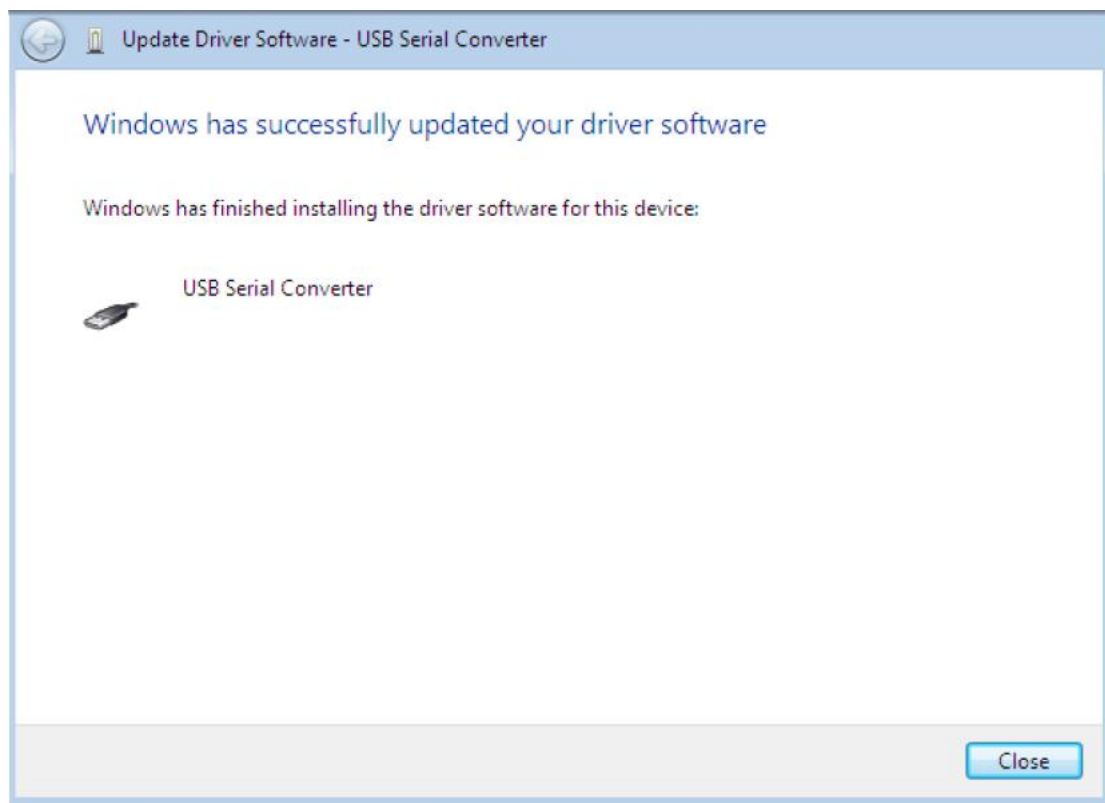 Update Driver Software - USB Serial Converter
Windows has successfully updated your driver software
Windows has finished installing the driver software for this device:
USB Serial Converter
Close